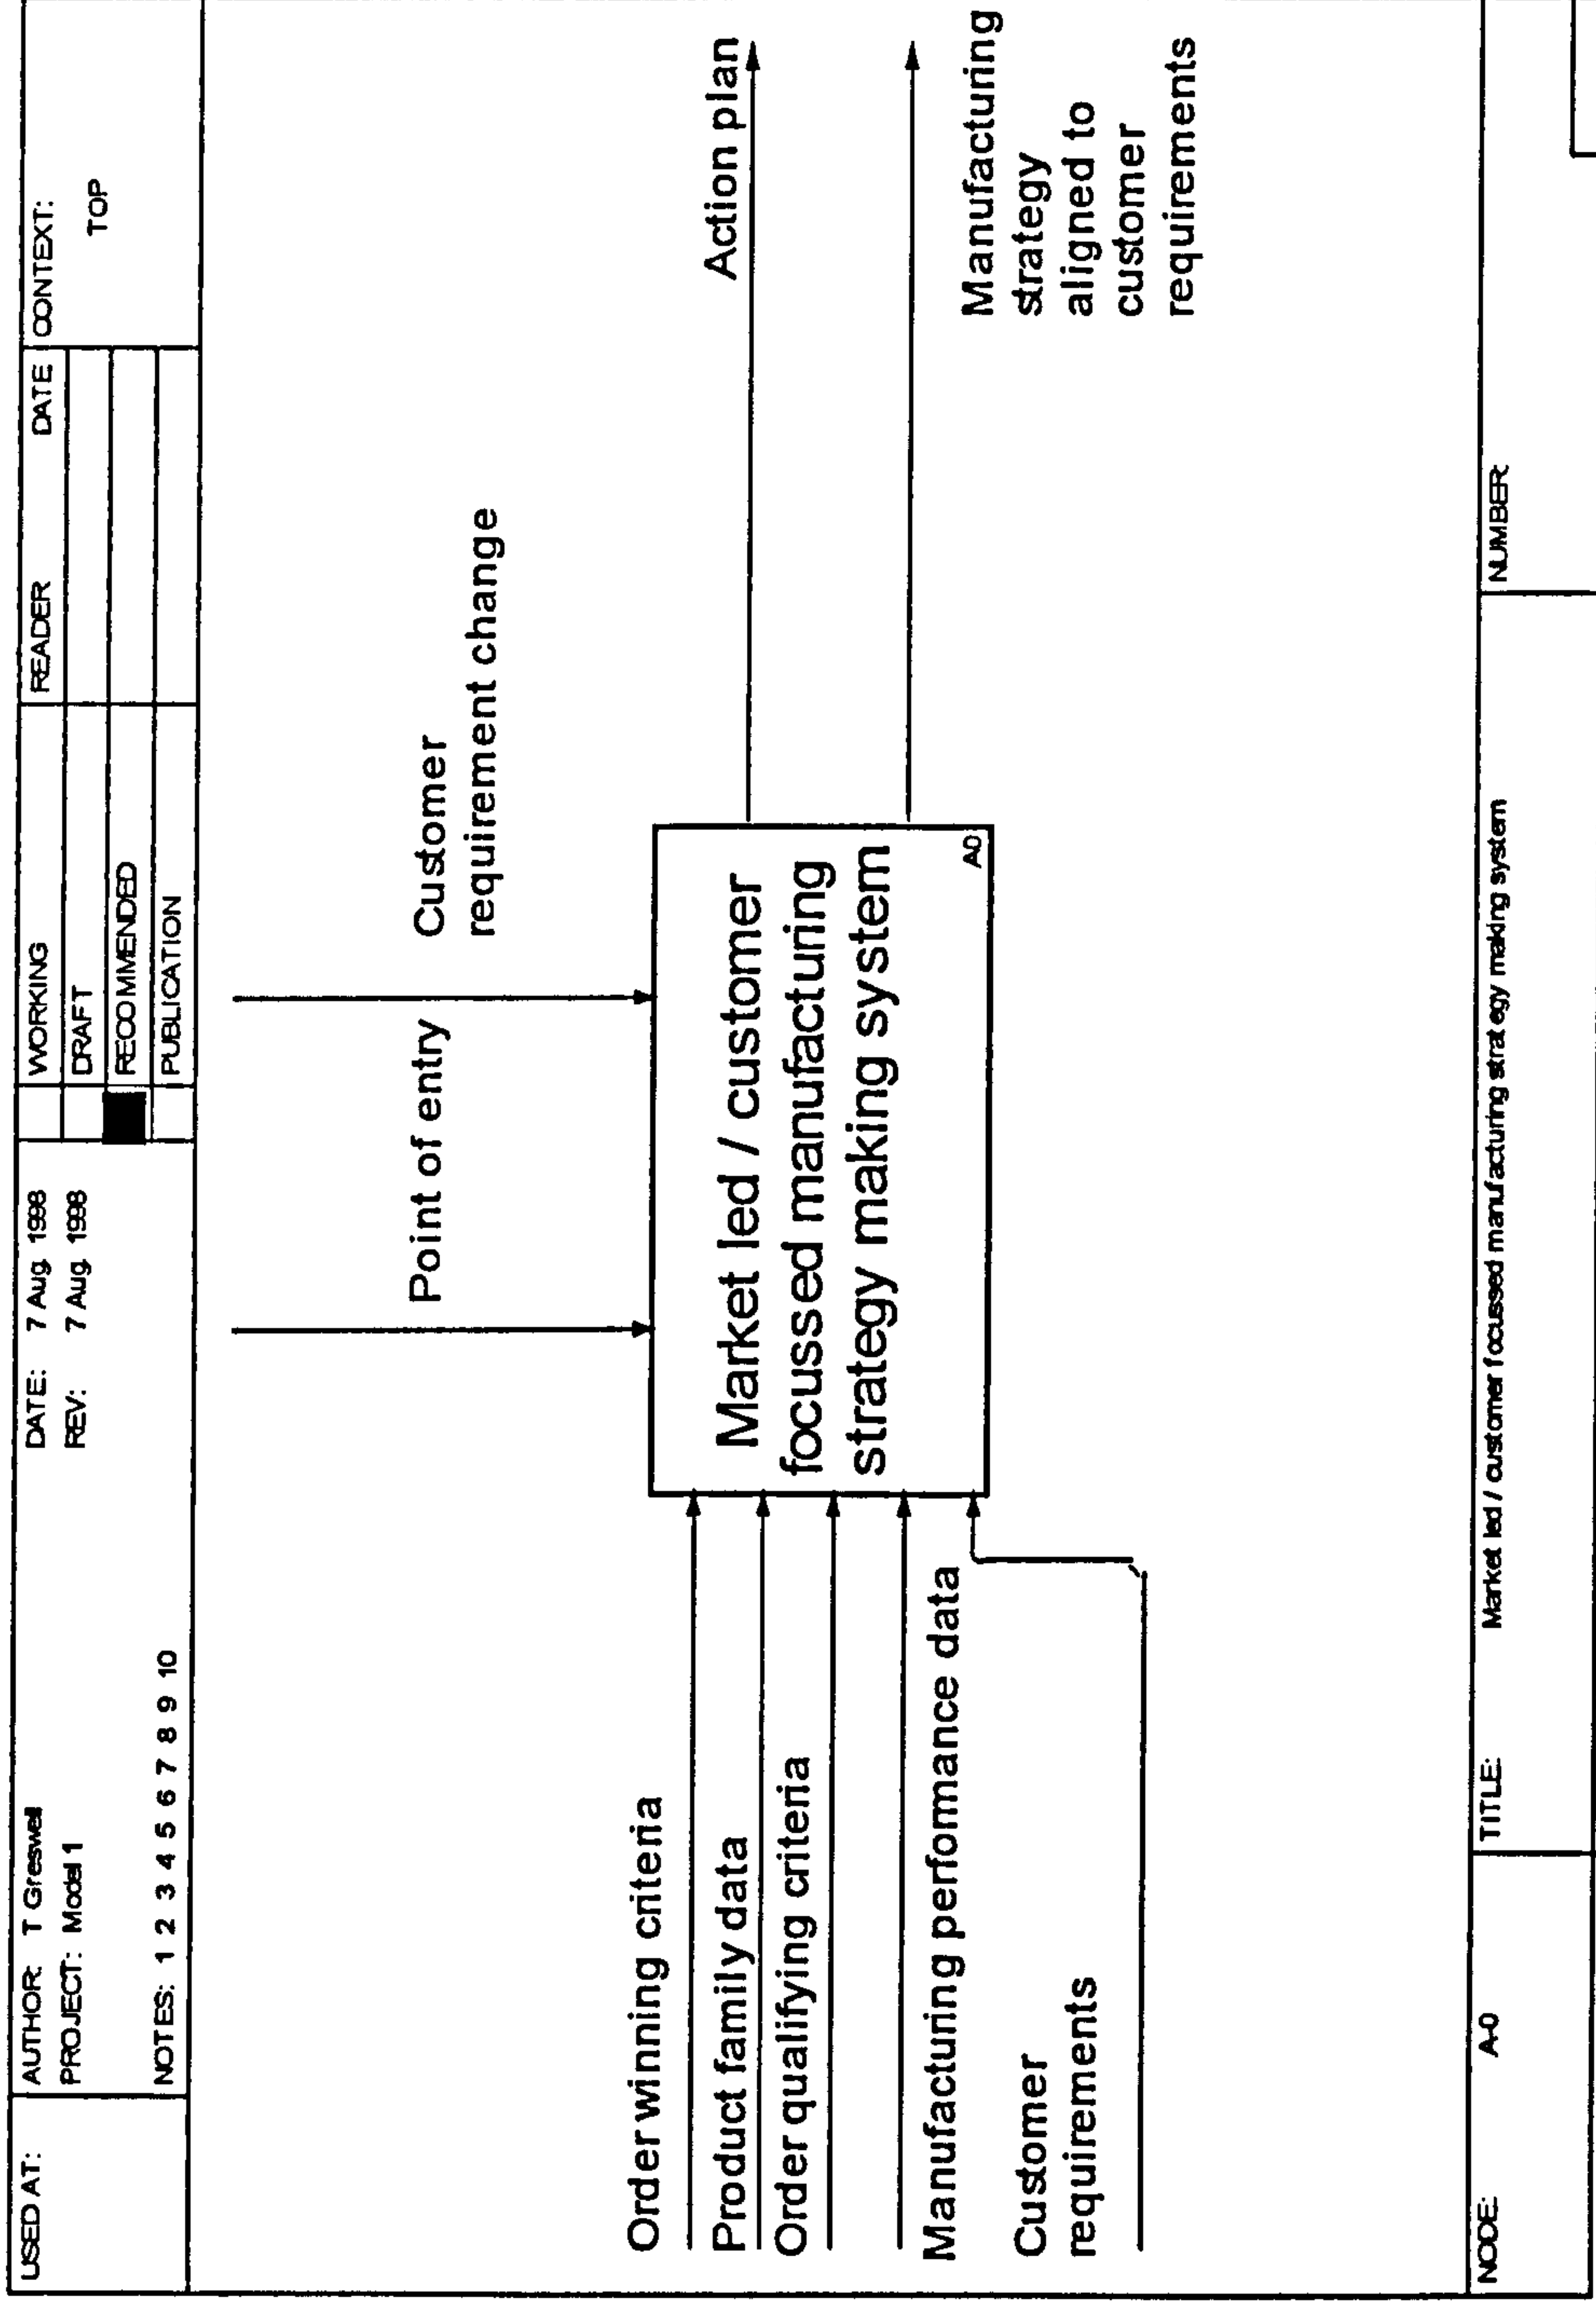 USED AT:
AUTHOR: T Greswell
DATE: 7 Aug. 1998
WORKING
READER
DATE
CONTEXT:
PROJECT: Model 1
REV: 7 Aug. 1998
DRAFT
TOP
RECOMMENDED
NOTES: 1 2 3 4 5 6 7 8 9 10
PUBLICATION
Point of entry
Customer
requirement change
Order winning criteria
Product family data
Order qualifying criteria
Manufacturing performance data
Customer
requirements
Market led / customer
focussed manufacturing
strategy making system
A0
Action plan
Manufacturing
strategy
aligned to
customer
requirements
NODE:
A-0
TITLE:
Market led / customer focussed manufacturing strategy making system
NUMBER: